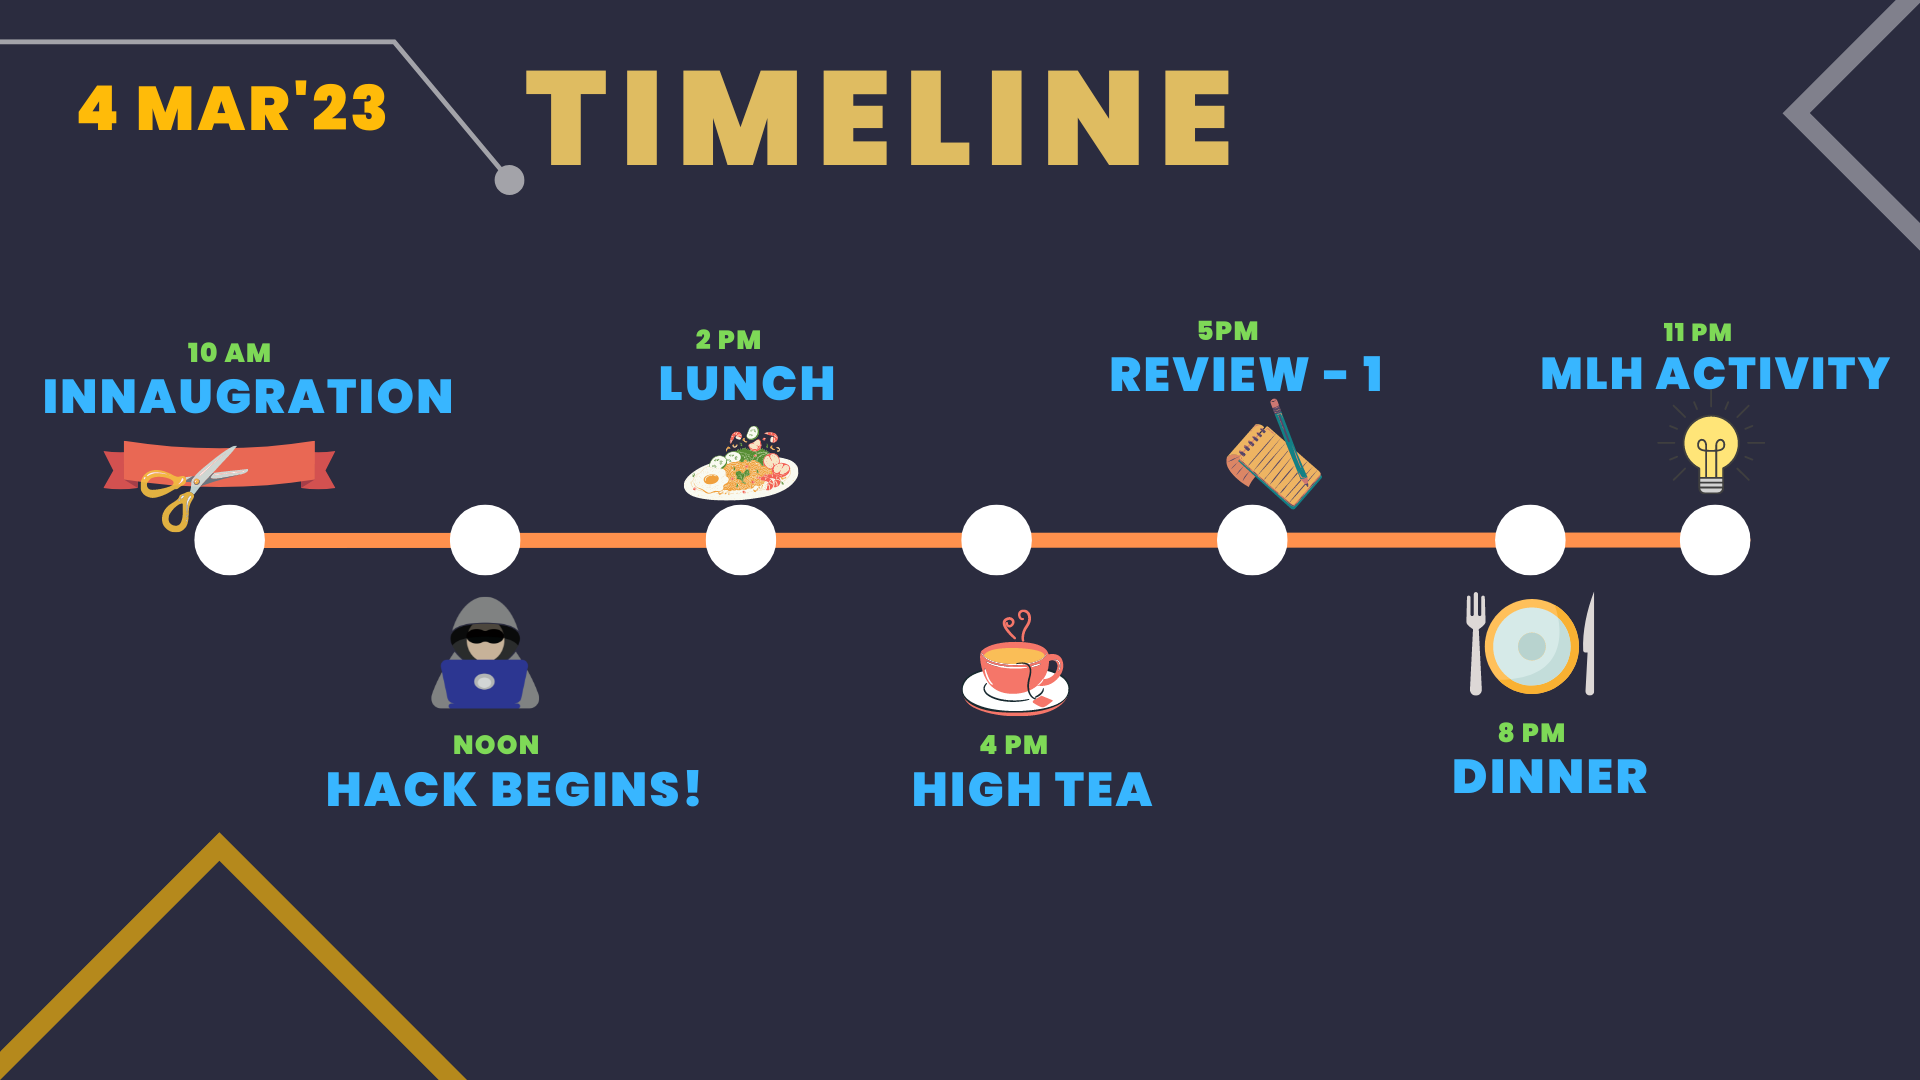 4 MAR'23
TIMELINE
10 AM
INNAUGRATION
NOON
HACK BEGINS!
2 PM
LUNCH
4 PM
HIGH TEA
5PM
REVIEW - 1
8 PM
DINNER
11 PM
MLH ACTIVITY